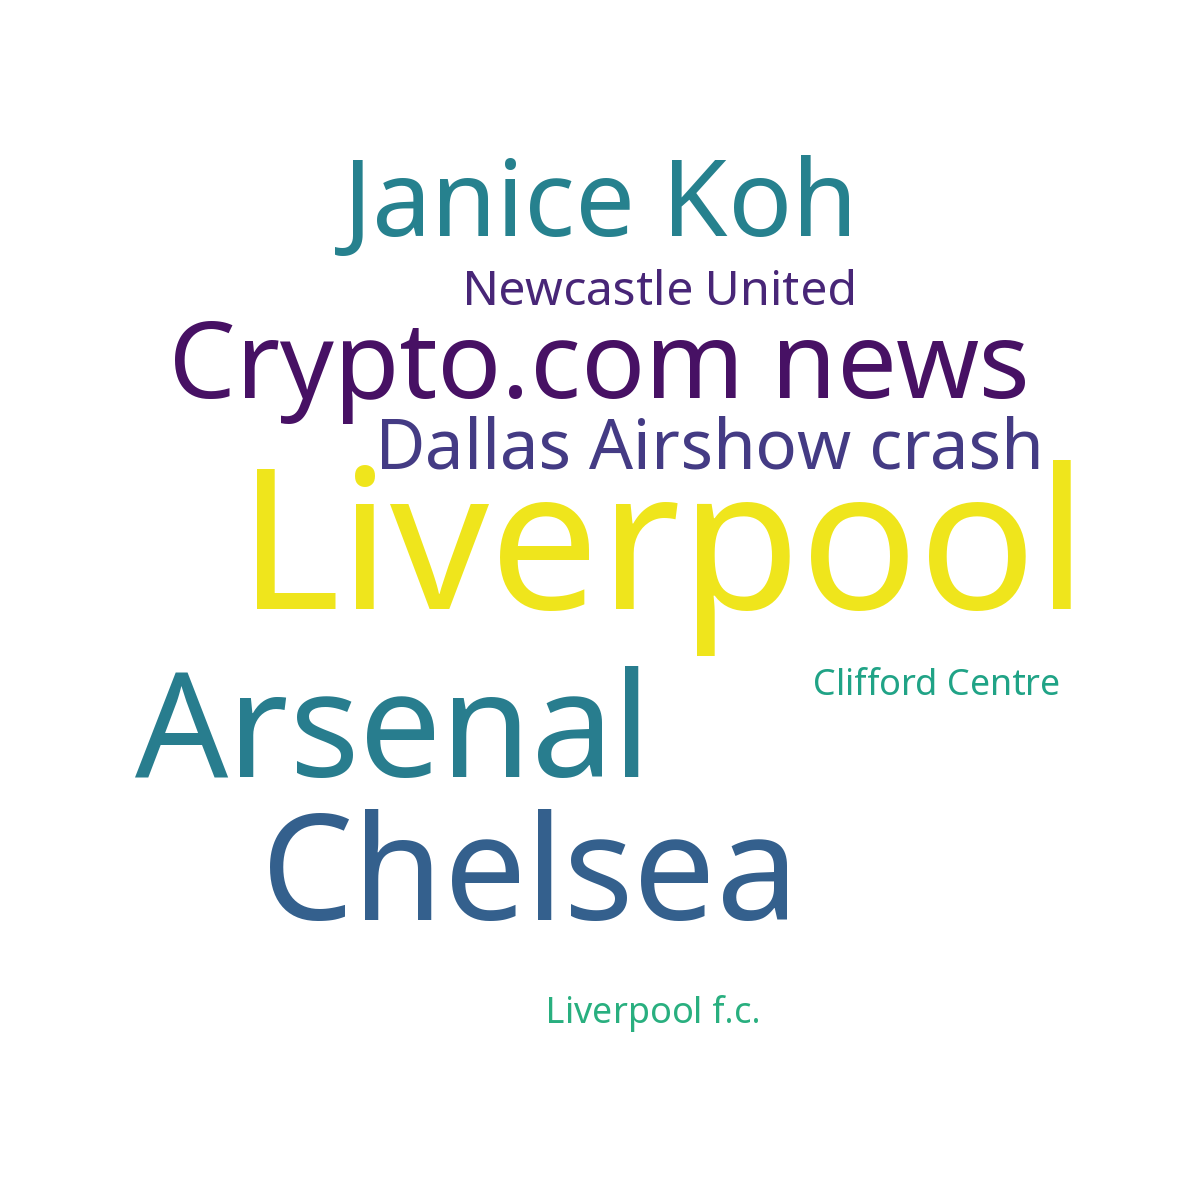 Janice Koh
Newcastle United
Crypto.com news
Dallas Airshow crash
Liverpool
Clifford Centre
Arsenal
Chelsea
Liverpool f.c.